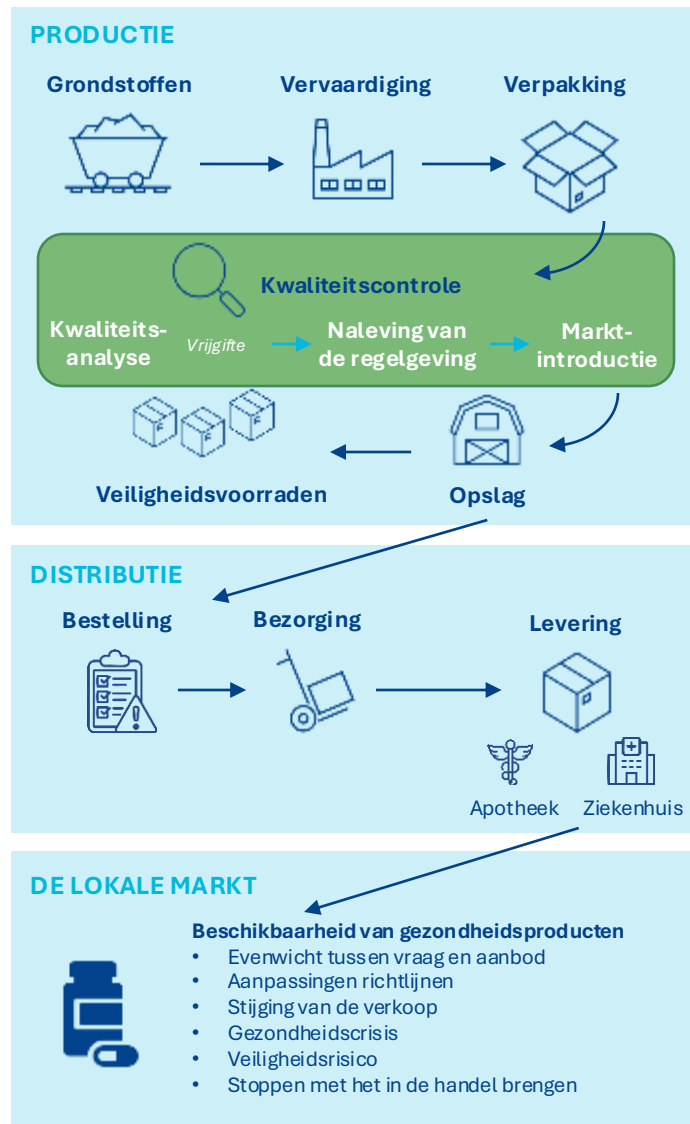 PRODUCTIE
Grondstoffen
Vervaardiging
Verpakking
Kwaliteitscontrole
Kwaliteits-
analyse
Vrijgifte
Naleving van
de regelgeving
Markt-
introductie
Veiligheidsvoorraden
Opslag
DISTRIBUTIE
Bestelling
Bezorging
Levering
Apotheek
Ziekenhuis
DE LOKALE MARKT
Beschikbaarheid van gezondheidsproducten
• Evenwicht tussen vraag en aanbod
• Aanpassingen richtlijnen
• Stijging van de verkoop
• Gezondheidscrisis
• Veiligheidsrisico
• Stoppen met het in de handel brengen